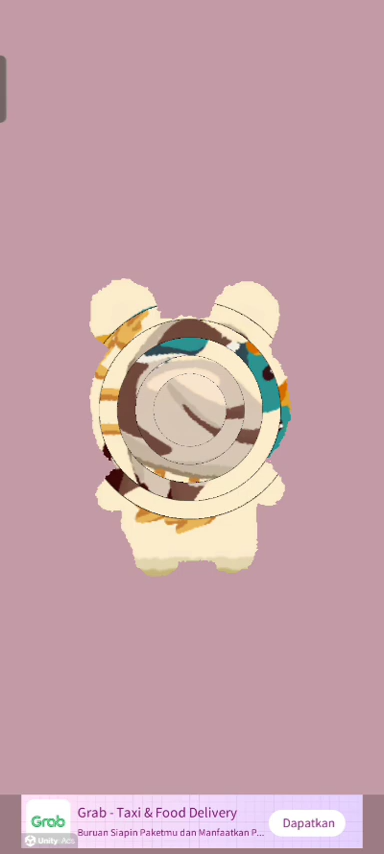 Grab - Taxi & Food Delivery
Grab
Buruan Siapin Paketmu dan Manfaatkan P...
Dapatkan
Unity Ads